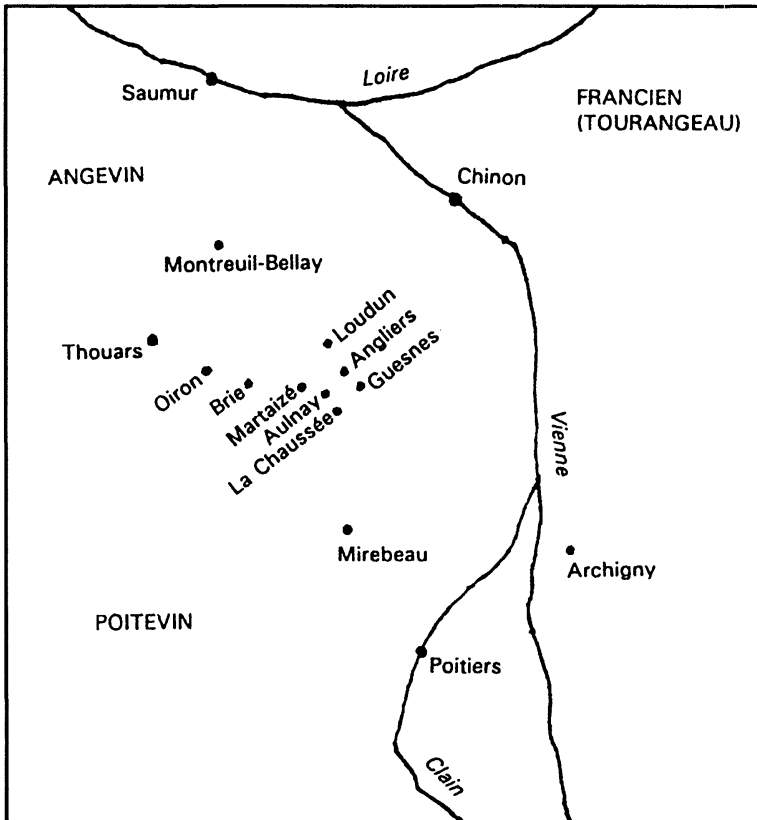 Loire
Saumur
FRANCIEN
(TOURANGEAU)
ANGEVIN
Chinon
Montreuil-Bellay
Loudun
Angliers
Guesnes
Thouars
Oiron
Brie
Martaizé
Aulnay
La Chaussée
Vienne
Mirebeau
Archigny
POITEVIN
Poitiers
Clain